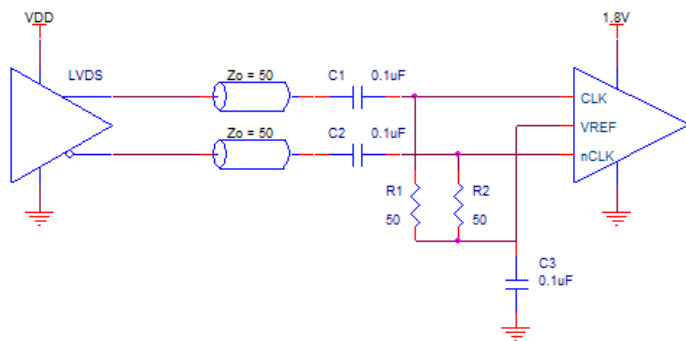 VDD
1.8V
LVDS
Zo = 50
C1
0.1uF
CLK
Zo = 50
C2
0.1uF
VREF
nCLK
R1
R2
50
50
C3
0.1uF